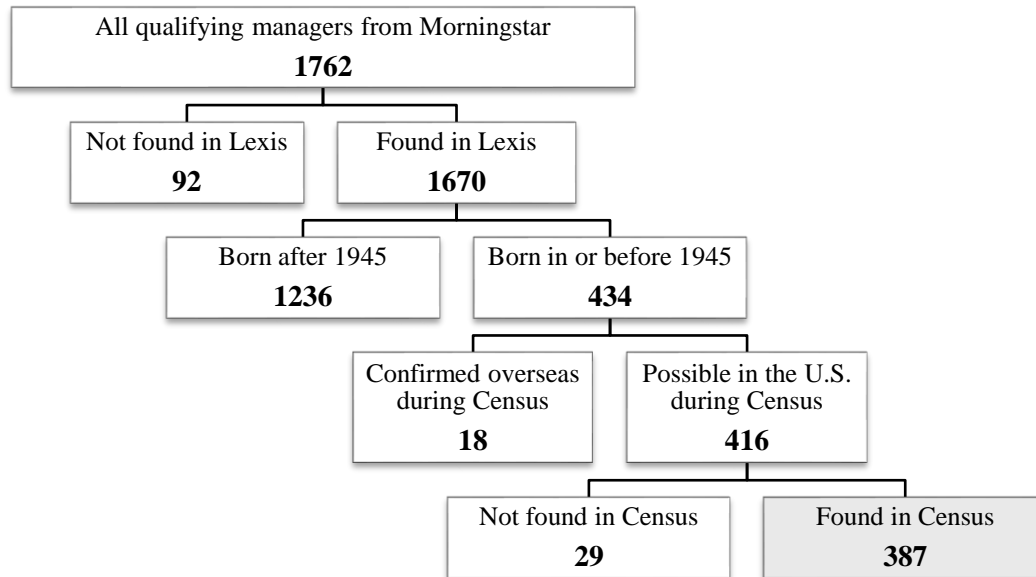 All qualifying managers from Morningstar
1762
Not found in Lexis
92
Found in Lexis
1670
Born after 1945
1236
Born in or before 1945
434
Confirmed overseas
during Census
18
Possible in the U.S.
during Census
416
Not found in Census
29
Found in Census
387